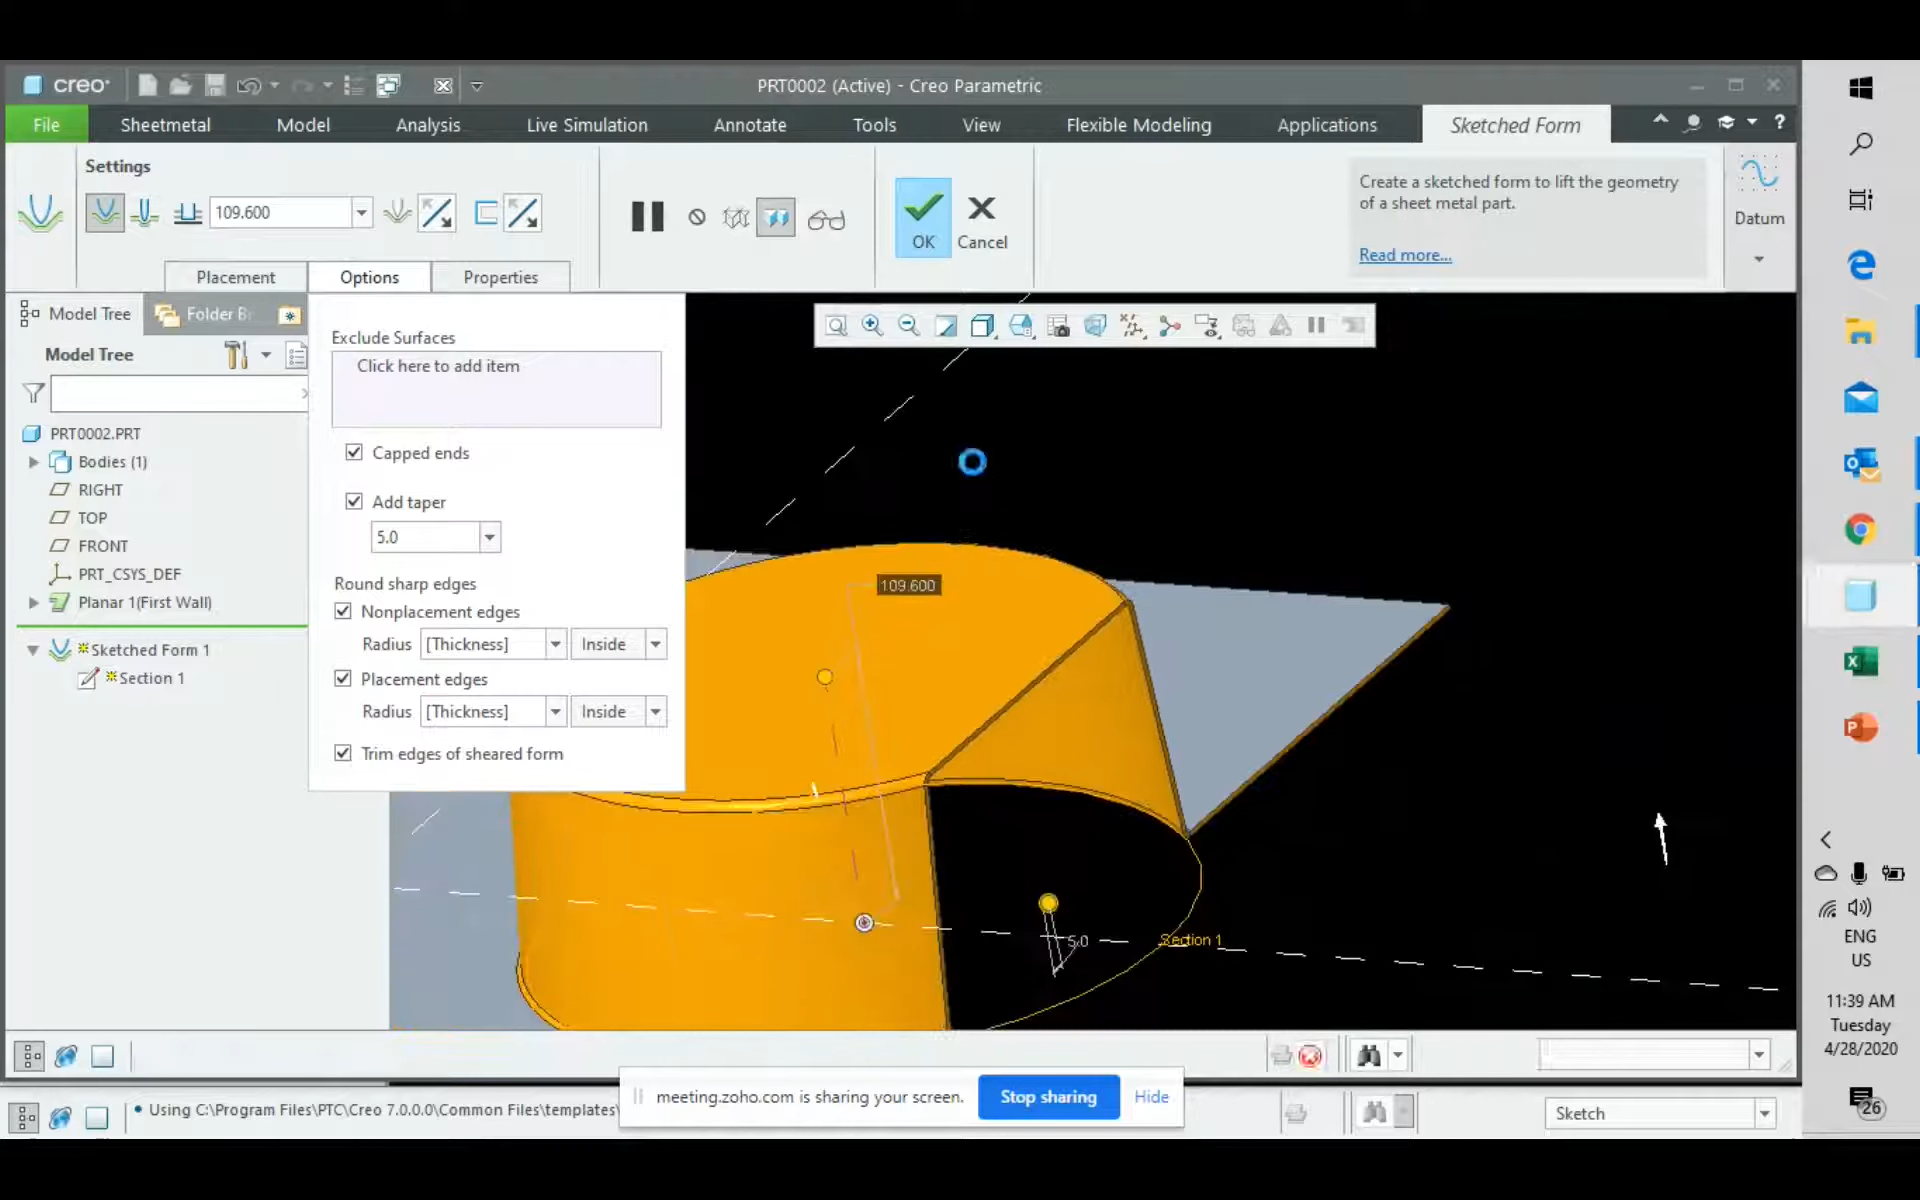 creo
PRT0002 (Active) - Creo Parametric
File
Sheetmetal
Model
Analysis
Live Simulation
Annotate
Tools
View
Flexible Modeling
Applications
Sketched Form
?
Settings
109.600
OK
Cancel
Create a sketched form to lift the geometry
of a sheet metal part.
Read more...
Datum
Placement
Options
Properties
Model Tree
Folder B
Model Tree
PRT0002.PRT
Bodies (1)
RIGHT
TOP
FRONT
PRT_CSYS_DEF
Planar 1(First Wall)
Sketched Form 1
Section 1
Exclude Surfaces
Click here to add item
Capped ends
Add taper
5.0
Round sharp edges
Nonplacement edges
Radius [Thickness] Inside
Placement edges
Radius [Thickness] Inside
Trim edges of sheared form
109.600
5.0
Section 1
11:39 AM
Tuesday
4/28/2020
ENG
US
26
• Using C:\Program Files\PTC\Creo 7.0.0.0\Common Files\templates\
meeting.zoho.com is sharing your screen.
Stop sharing
Hide
Sketch